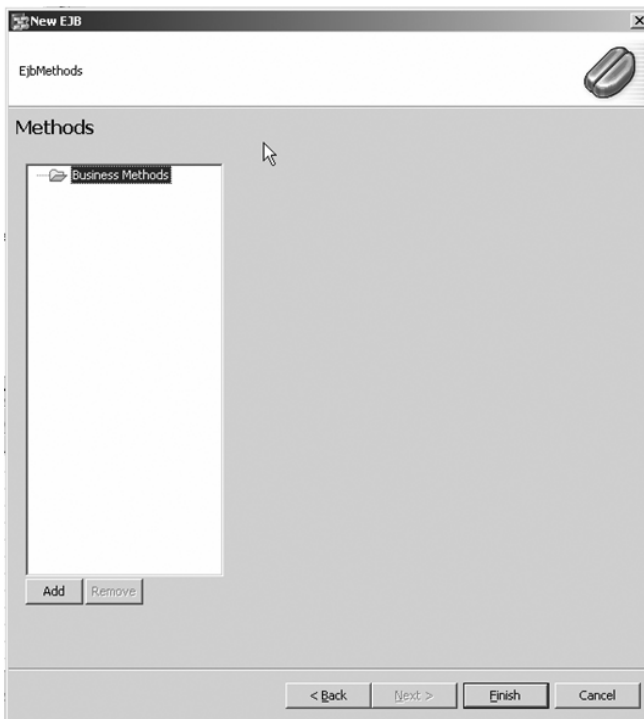 New EJB
EjbMethods
Methods
Business Methods
Add Remove
< Back Next > Finish Cancel